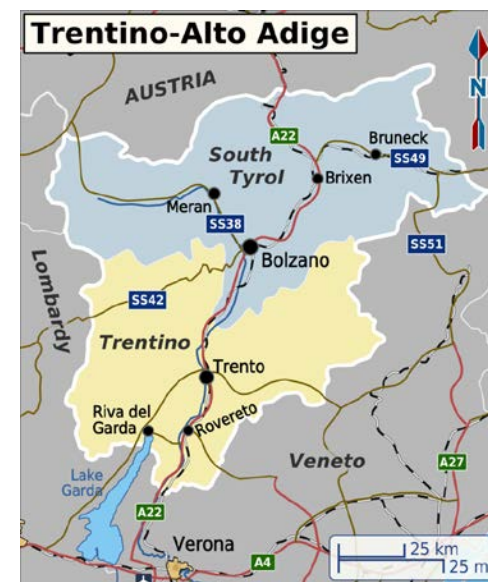 Trentino-Alto Adige
AUSTRIA
N
A22
Bruneck
South
Tyrol
SS49
Brixen
Meran
SS38
SS51
Bolzano
Lombardy
SS42
Trentino
Trento
Riva del
Garda
Rovereto
Veneto
Lake
Garda
A27
A22
Verona
A4
25 km
25 m